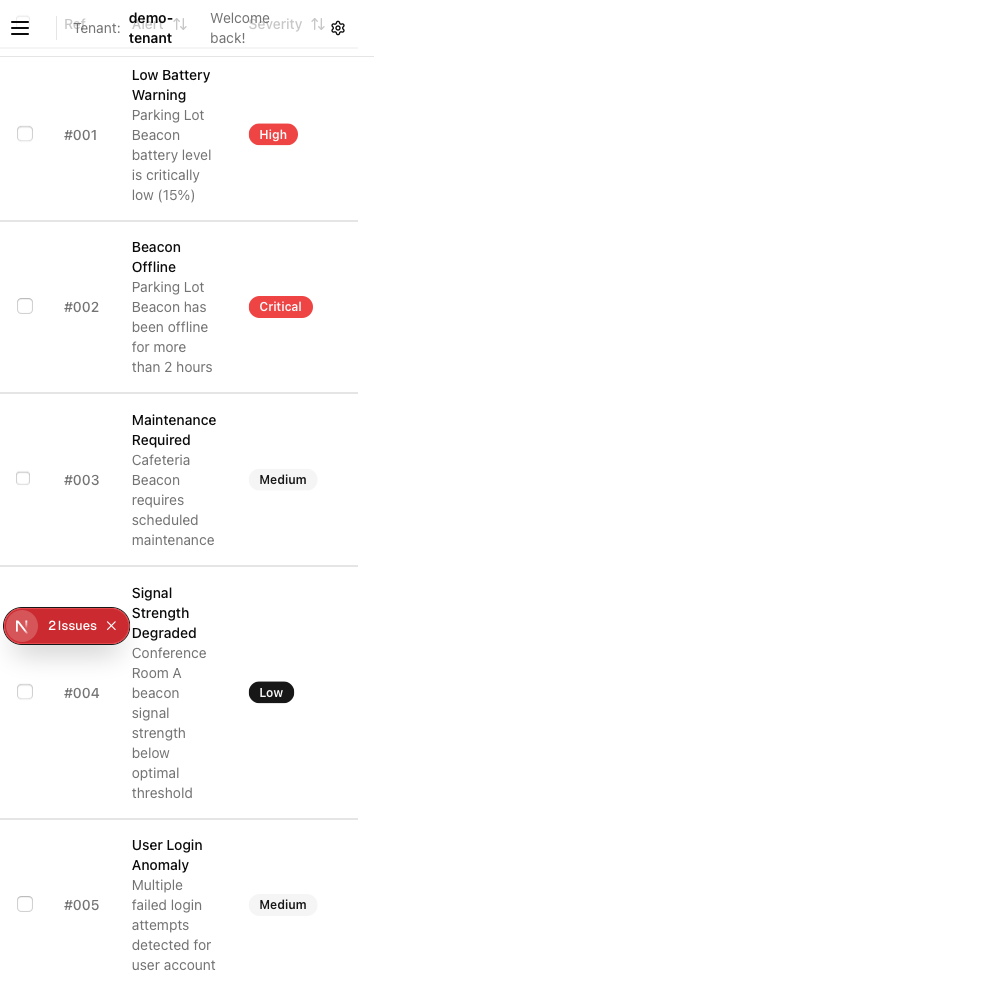 Ref Alert Severity
Tenant: demo-tenant Welcome back!
Low Battery
Warning
Parking Lot
Beacon
battery level
is critically
low (15%)
#001
High
Beacon
Offline
Parking Lot
Beacon has
been offline
for more
than 2 hours
#002
Critical
Maintenance
Required
Cafeteria
Beacon
requires
scheduled
maintenance
#003
Medium
2 Issues
Signal
Strength
Degraded
Conference
Room A
beacon
signal
strength
below
optimal
threshold
#004
Low
User Login
Anomaly
Multiple
failed login
attempts
detected for
user account
#005
Medium